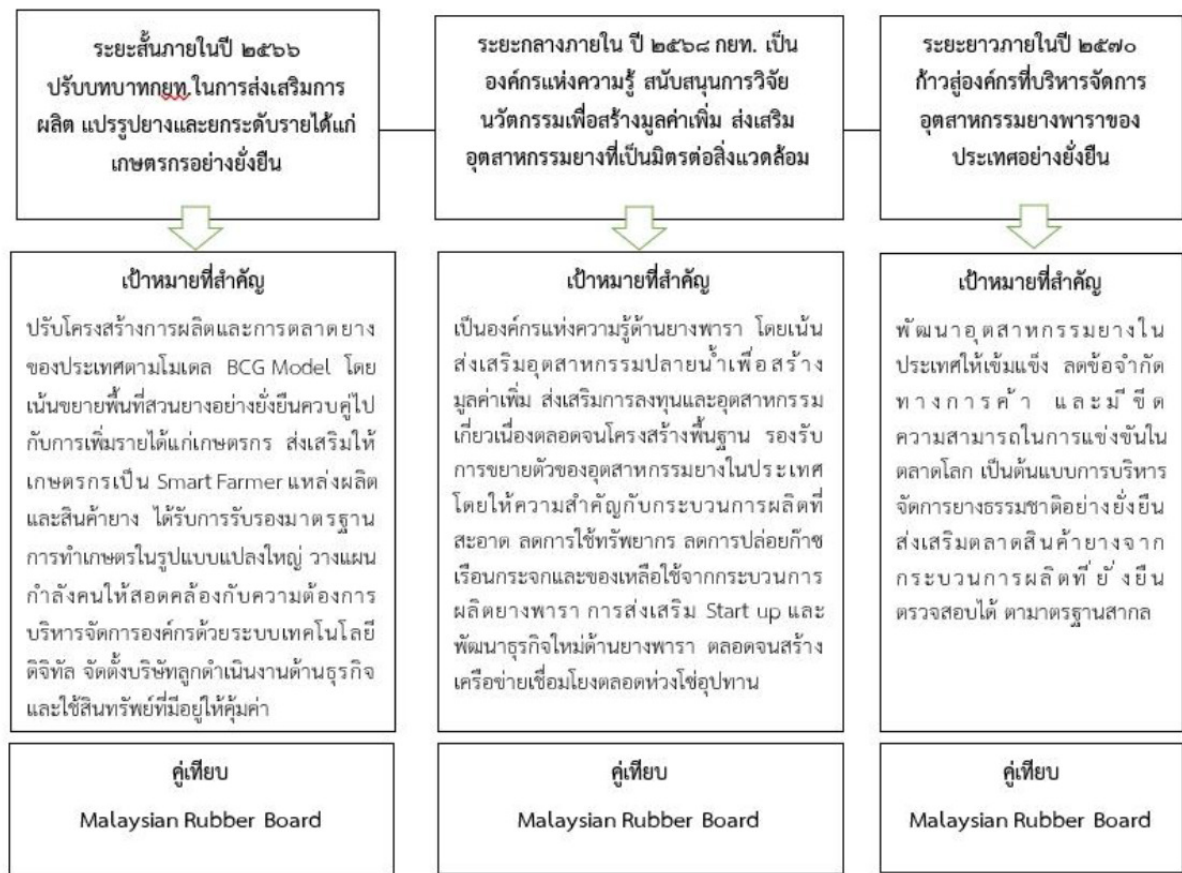 ระยะสั้นภายในปี ๒๕๖๖
ปรับบทบาทกยท.ในการส่งเสริมการ
ผลิต แปรรูปยางและยกระดับรายได้แก่
เกษตรกรอย่างยั่งยืน
ระยะกลางภายใน ปี ๒๕๖๘ กยท. เป็น
องค์กรแห่งความรู้ สนับสนุนการวิจัย
นวัตกรรมเพื่อสร้างมูลค่าเพิ่ม ส่งเสริม
อุตสาหกรรมยางที่เป็นมิตรต่อสิ่งแวดล้อม
ระยะยาวภายในปี ๒๕๗๐
ก้าวสู่องค์กรที่บริหารจัดการ
อุตสาหกรรมยางพาราของ
ประเทศอย่างยั่งยืน
เป้าหมายที่สำคัญ
ปรับโครงสร้างการผลิตและการตลาดยาง
ของประเทศตามโมเดล BCG Model โดย
เน้นขยายพื้นที่สวนยางอย่างยั่งยืนควบคู่ไป
กับการเพิ่มรายได้แก่เกษตรกร ส่งเสริมให้
เกษตรกรเป็น Smart Farmer แหล่งผลิต
และสินค้ายาง ได้รับการรับรองมาตรฐาน
การทำเกษตรในรูปแบบแปลงใหญ่ วางแผน
กำลังคนให้สอดคล้องกับความต้องการ
บริหารจัดการองค์กรด้วยระบบเทคโนโลยี
ดิจิทัล จัดตั้งบริษัทลูกดำเนินงานด้านธุรกิจ
และใช้สินทรัพย์ที่มีอยู่ให้คุ้มค่า
เป้าหมายที่สำคัญ
เป็นองค์กรแห่งความรู้ด้านยางพารา โดยเน้น
ส่งเสริมอุตสาหกรรมปลายน้ำเพื่อสร้าง
มูลค่าเพิ่ม ส่งเสริมการลงทุนและอุตสาหกรรม
เกี่ยวเนื่องตลอดจนโครงสร้างพื้นฐาน รองรับ
การขยายตัวของอุตสาหกรรมยางในประเทศ
โดยให้ความสำคัญกับกระบวนการผลิตที่
สะอาด ลดการใช้ทรัพยากร ลดการปล่อยก๊าซ
เรือนกระจกและของเหลือใช้จากกระบวนการ
ผลิตยางพารา การส่งเสริม Start up และ
พัฒนาธุรกิจใหม่ด้านยางพารา ตลอดจนสร้าง
เครือข่ายเชื่อมโยงตลอดห่วงโซ่อุปทาน
เป้าหมายที่สำคัญ
พัฒนาอุตสาหกรรมยางใน
ประเทศให้เข้มแข็ง ลดข้อจำกัด
ทางการค้า และมีขีด
ความสามารถในการแข่งขันใน
ตลาดโลก เป็นต้นแบบการบริหาร
จัดการยางธรรมชาติอย่างยั่งยืน
ส่งเสริมตลาดสินค้ายางจาก
กระบวนการผลิตที่ยั่งยืน
ตรวจสอบได้ ตามาตรฐานสากล
คู่เทียบ
Malaysian Rubber Board
คู่เทียบ
Malaysian Rubber Board
คู่เทียบ
Malaysian Rubber Board